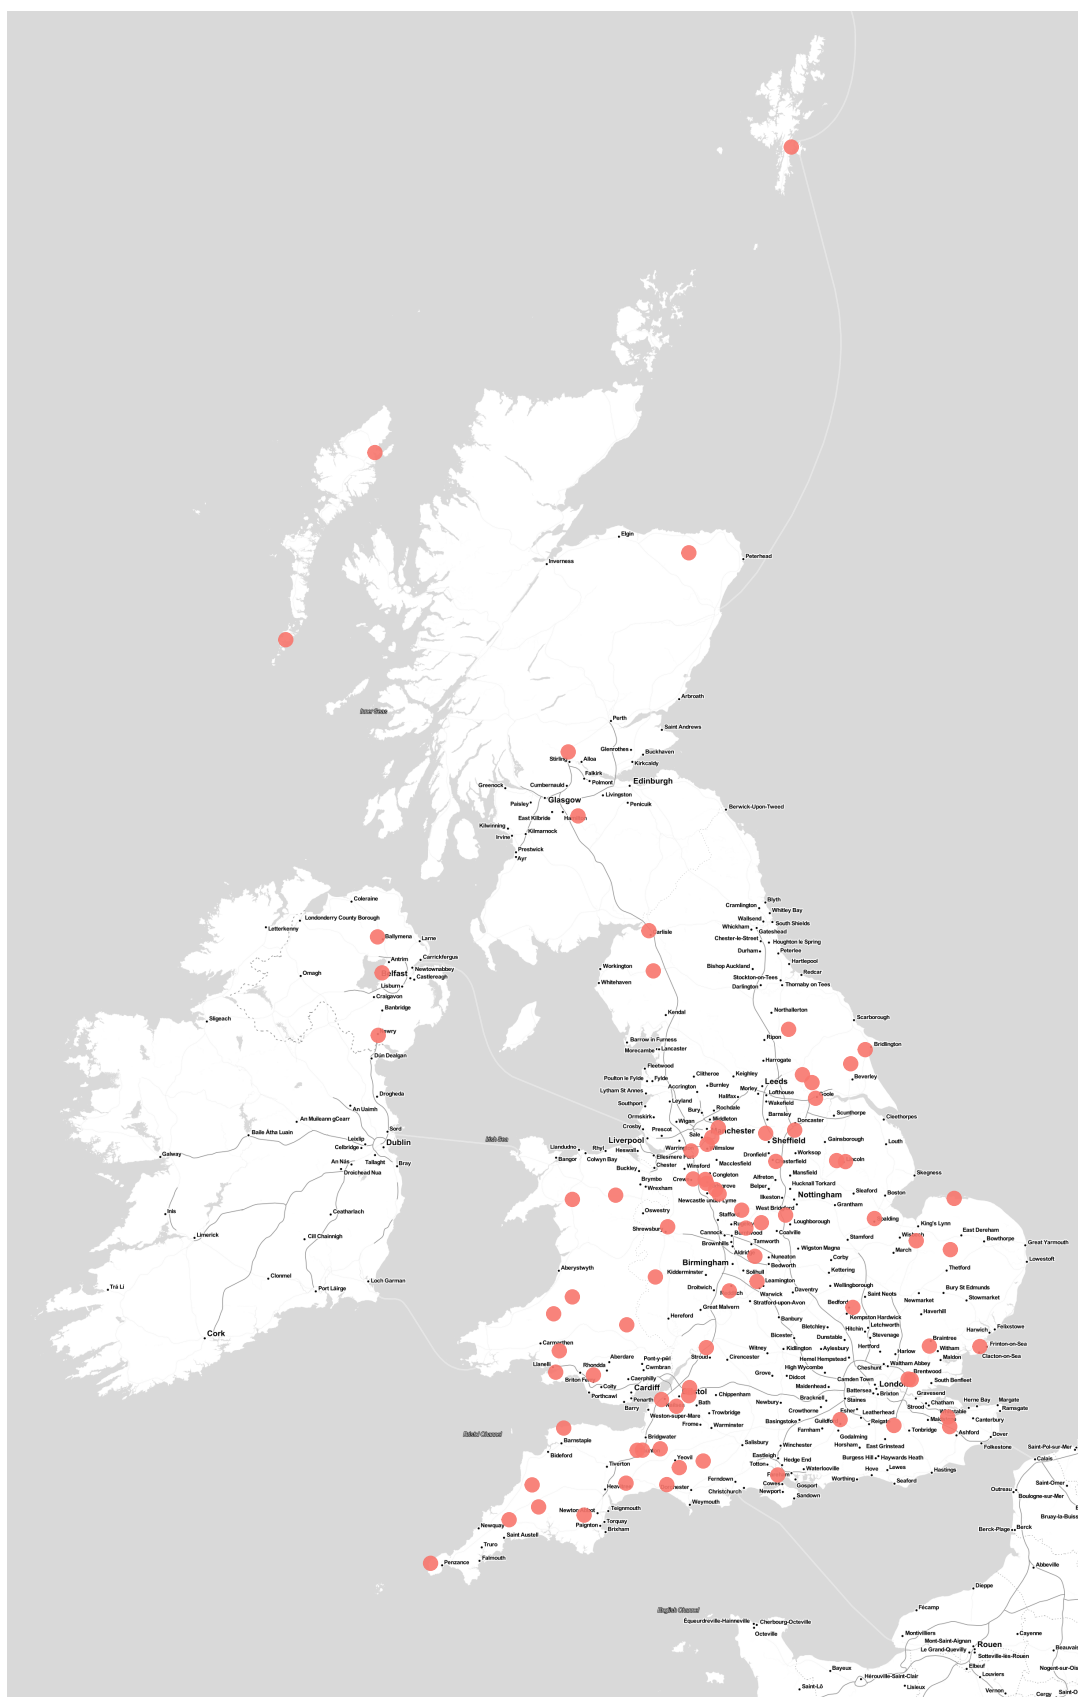 Elgin
Peterhead
Inverness
Inner Seas
Arbroath
Perth
Saint Andrews
Glenrothes
Buckhaven
Stirling
Alloa
Kirkcaldy
Falkirk
Polmont
Edinburgh
Greenock
Cumbernauld
Livingston
Glasgow
Paisley
Penicuik
Berwick-Upon-Tweed
East Kilbride
Kilwinning
Kilmarnock
Irvine
Prestwick
Ayr
Coleraine
Londonderry County Borough
Letterkenny
Ballymena
Larne
Carrickfergus
Antrim
Newtownabbey
Castlereagh
Omagh
Lisburn
Craigavon
Banbridge
Sligeach
Dún Dealgan
Drogheda
An Uaimh
An Muileann gCearr
Baile Átha Luain
Sord
Leixlip
Dublin
Celbridge
Galway
Tallaght
An Nás
Bray
Droichead Nua
Inis
Ceatharlach
Limerick
Cill Chainnigh
Clonmel
Loch Garman
Trá Lí
Port Láirge
Cork
Blyth
Cramlington
Whitley Bay
Wallsend
South Shields
Whickham
Gateshead
Chester-le-Street
Houghton le Spring
Durham
Peterlee
Hartlepool
Workington
Bishop Auckland
Redcar
Stockton-on-Tees
Whitehaven
Darlington
Thornaby on Tees
Northallerton
Kendal
Scarborough
Ripon
Barrow in Furness
Morecambe
Lancaster
Bridlington
Harrogate
Fleetwood
Poulton le Fylde
Fylde
Clitheroe
Keighley
Beverley
Leeds
Lytham St Annes
Accrington
Burnley
Morley
Lofthouse
Halifax
Wakefield
Southport
Leyland
Goole
Bury
Rochdale
Barnsley
Scunthorpe
Cleethorpes
Ormskirk
Wigan
Middleton
Doncaster
Crosby
Prescot
Sale
Irish Sea
Liverpool
Sheffield
Gainsborough
Louth
Llandudno
Rhyl
Heswall
Wilmslow
Dronfield
Worksop
Bangor
Colwyn Bay
Chester
Macclesfield
Buckley
Winsford
Mansfield
Skegness
Brymbo
Congleton
Alfreton
Hucknall Torkard
Wrexham
Belper
Sleaford
Boston
Ilkeston
Nottingham
Grantham
Oswestry
West Bridgford
Shrewsbury
Loughborough
King's Lynn
Cannock
Coalville
Stamford
East Dereham
Bowthorpe
Great Yarmouth
Brownhills
Tamworth
Wigston Magna
March
Lowestoft
Nuneaton
Corby
Birmingham
Bedworth
Kettering
Thetford
Aberystwyth
Kidderminster
Solihull
Leamington
Droitwich
Warwick
Daventry
Wellingborough
Bury St Edmunds
Saint Neots
Newmarket
Stowmarket
Stratford-upon-Avon
Bedford
Great Malvern
Haverhill
Hereford
Banbury
Kempston Hardwick
Bletchley
Hitchin
Letchworth
Harwich
Felixstowe
Bicester
Dunstable
Stevenage
Braintree
Carmarthen
Witney
Kidlington
Aylesbury
Hertford
Witham
Frinton-on-Sea
Stroud
Cirencester
Hemel Hempstead
Harlow
Maldon
Clacton-on-Sea
Llanelli
Rhondda
Aberdare
Pont-y-pŵl
Cwmbran
High Wycombe
Cheshunt
Waltham Abbey
Brentwood
Grove
Didcot
Camden Town
South Benfleet
Caerphilly
Coity
Cardiff
Maidenhead
Battersea
Brixton
Gravesend
Porthcawl
Penarth
Chippenham
Newbury
Bracknell
Staines
Chatham
Herne Bay
Margate
Barry
Bath
Strood
Ramsgate
Weston-super-Mare
Trowbridge
Crowthorne
Esher
Leatherhead
Canterbury
Frome
Warminster
Basingstoke
Guildford
Reigate
Tonbridge
Farnham
Godalming
Ashford
Dover
Bristol Channel
Barnstaple
Bridgwater
Salisbury
Winchester
Horsham
East Grinstead
Folkestone
Bideford
Yeovil
Eastleigh
Hedge End
Burgess Hill
Haywards Heath
Tiverton
Totton
Waterlooville
Hove
Lewes
Hastings
Ferndown
Worthing
Seaford
Cowes
Gosport
Christchurch
Newport
Sandown
Weymouth
Teignmouth
Newquay
Paignton
Torquay
Brixham
Saint Austell
Truro
Penzance
Falmouth
English Channel
Saint-Pol-sur-Mer
Calais
Saint-Omer
Outreau
Boulogne-sur-Mer
Berck-Plage
Berck
Abbeville
Dieppe
Fécamp
Équeurdreville-Hainneville
Cherbourg-Octeville
Octeville
Montivilliers
Cayenne
Mont-Saint-Aignan
Rouen
Le Grand-Quevilly
Sotteville-lès-Rouen
Elbeuf
Bayeux
Hérouville-Saint-Clair
Louviers
Saint-Lô
Lisieux
Vernon
Cergy